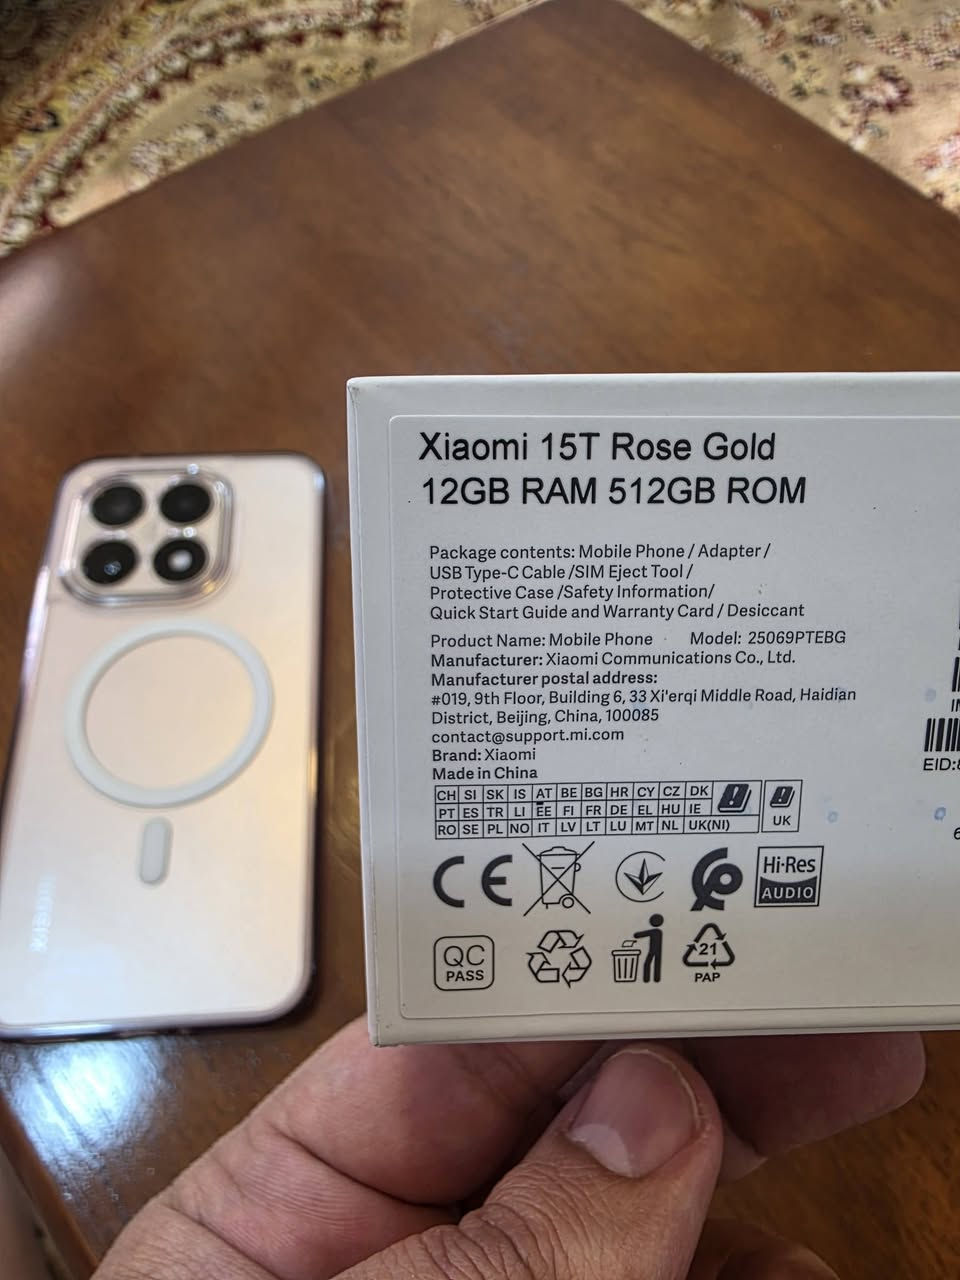 Xiaomi 15T Rose Gold
12GB RAM 512GB ROM
Package contents: Mobile Phone / Adapter /
USB Type-C Cable /SIM Eject Tool /
Protective Case /Safety Information/
Quick Start Guide and Warranty Card / Desiccant
Product Name: Mobile Phone Model: 25069PTEBG
Manufacturer: Xiaomi Communications Co., Ltd.
Manufacturer postal address:
#019, 9th Floor, Building 6, 33 Xi'erqi Middle Road, Haidian
District, Beijing, China, 100085
contact@support.mi.com
Brand: Xiaomi
Made in China
CH SI SK IS AT BE BG HR CY CZ DK
PT ES TR LI EE FI FR DE EL HU IE
RO SE PL NO IT LV LT LU MT NL UK(NI)
UK
CE
Hi-Res
AUDIO
QC
PASS
21
PAP
EID:
xiaomi